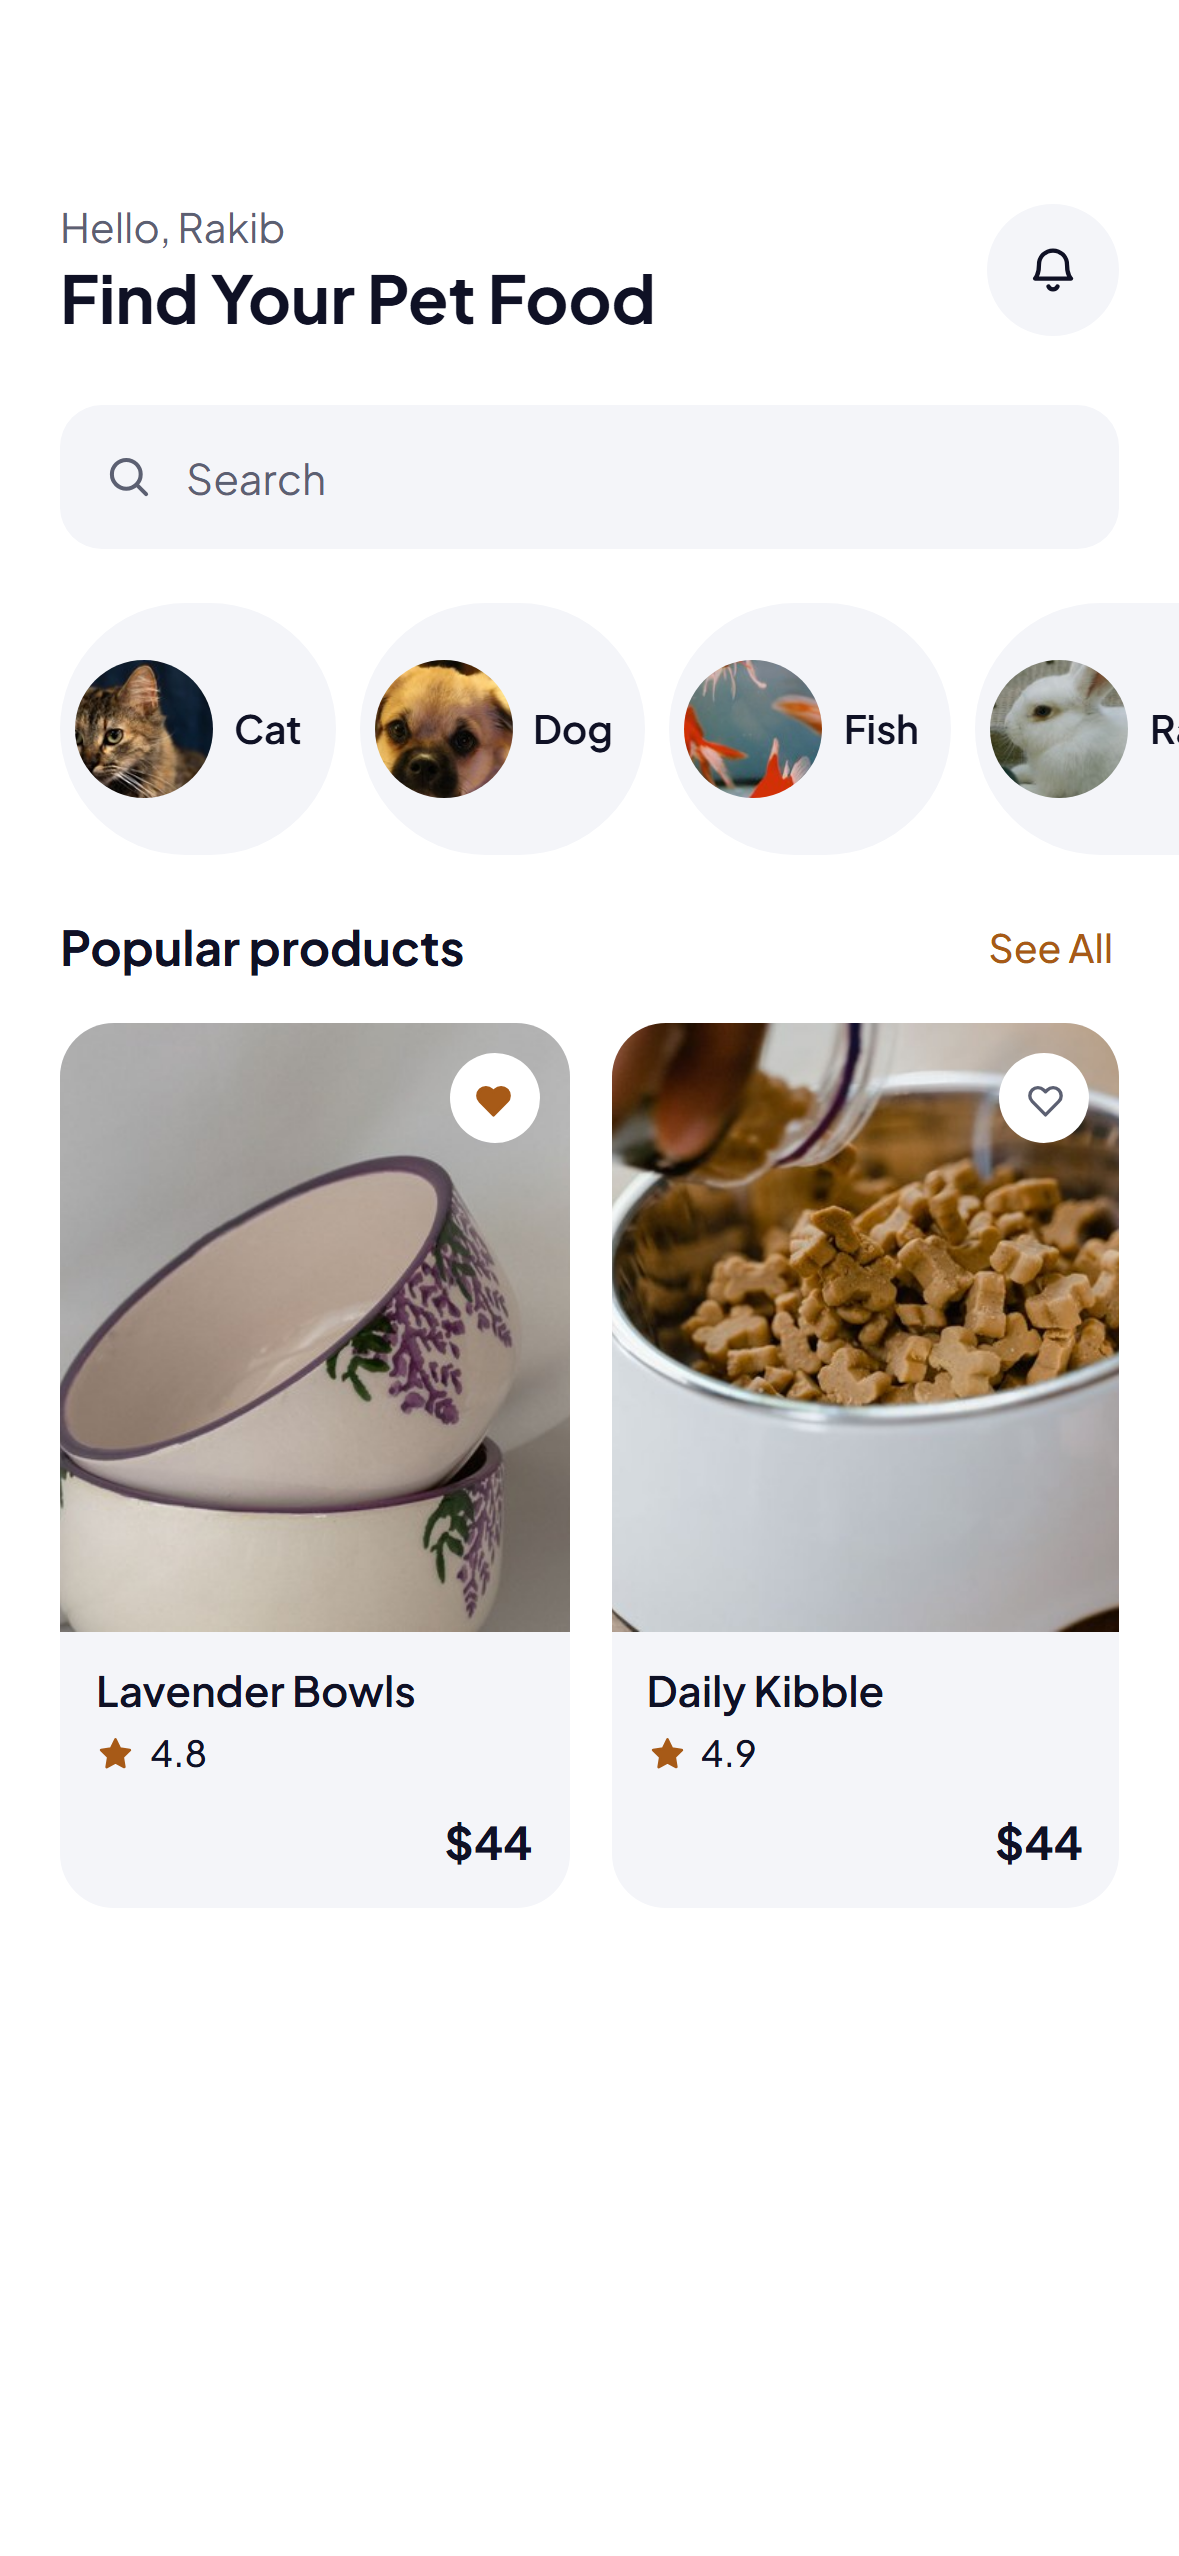 Hello, Rakib
Find Your Pet Food
Search
Cat
Dog
Fish
Popular products
See All
Lavender Bowls
4.8
$44
Daily Kibble
4.9
$44